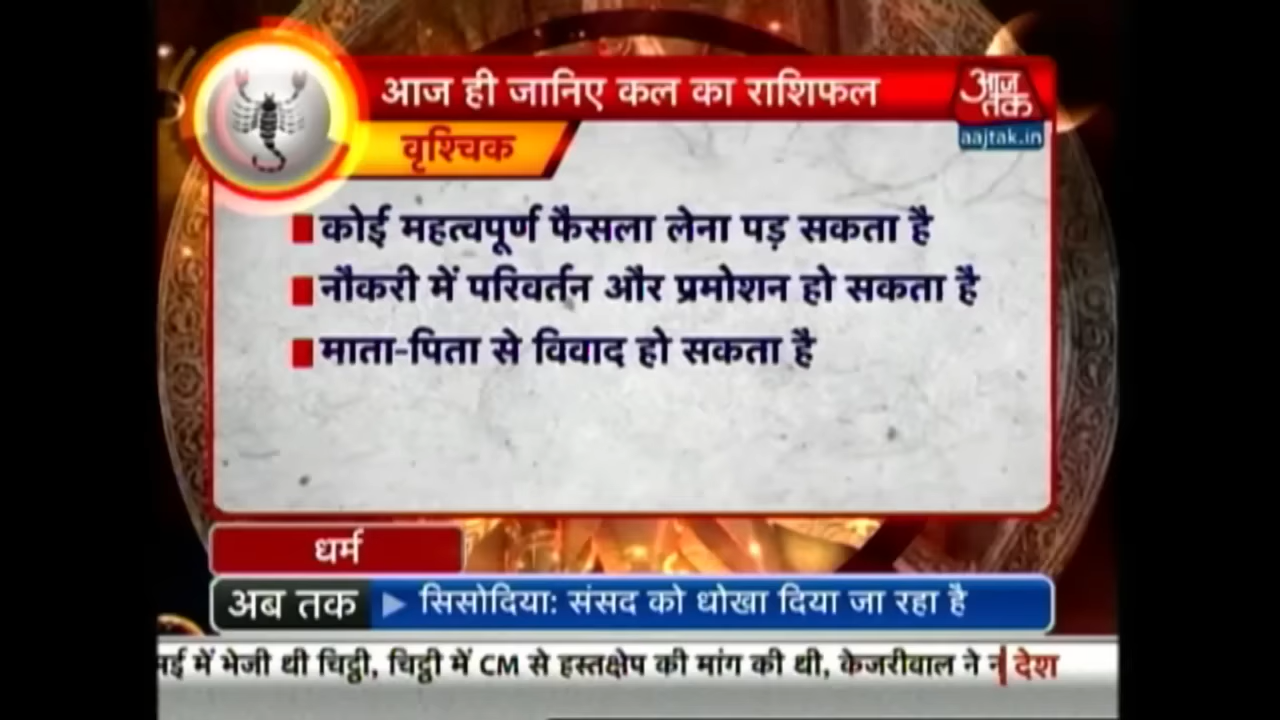 आज ही जानिए कल का राशिफल
आज
तक
aajtak.in
वृश्चिक
कोई महत्वपूर्ण फैसला लेना पड़ सकता है
नौकरी में परिवर्तन और प्रमोशन हो सकता है
माता-पिता से विवाद हो सकता है
धर्म
अब तक सिसोदिया: संसद को धोखा दिया जा रहा है
में भेजी थी चिट्ठी, चिट्ठी में CM से हस्तक्षेप की मांग की थी, केजरीवाल ने देश